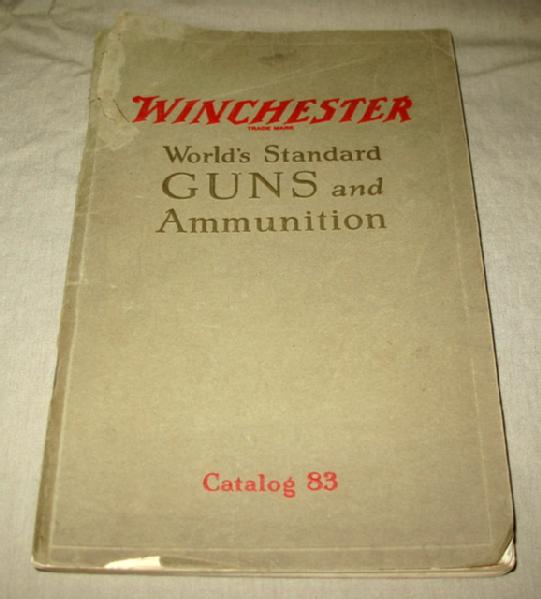 WINCHESTER
TRADE MARK
World's Standard
GUNS and
Ammunition
Catalog 83